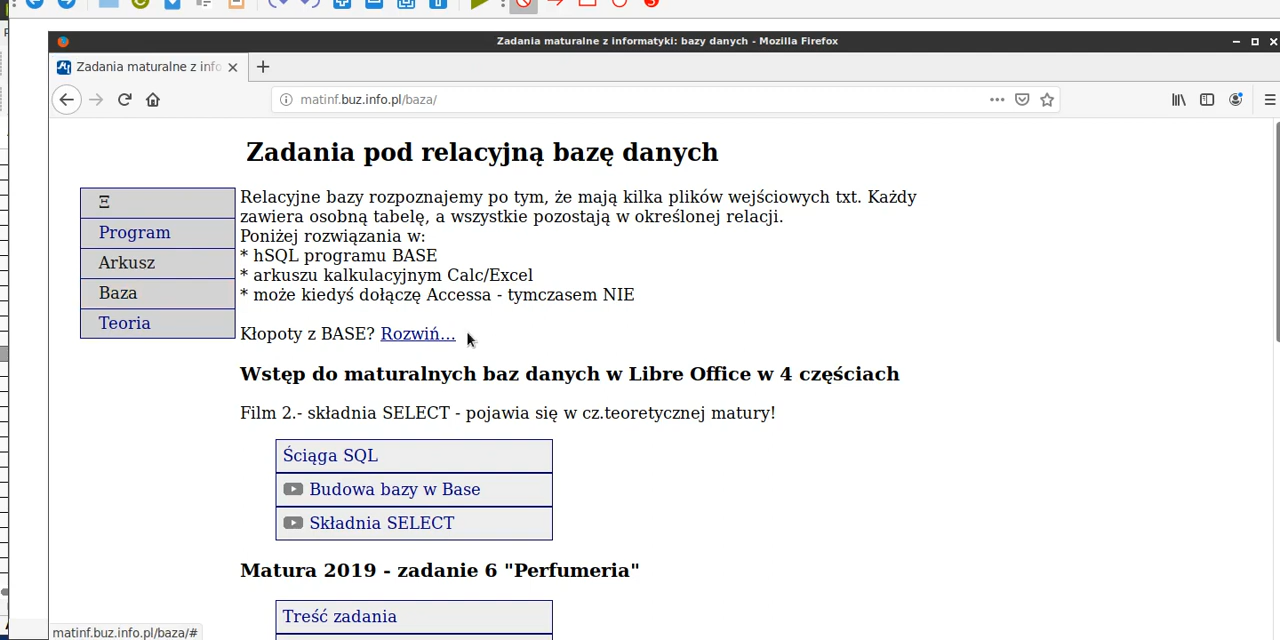 Zadania maturalne z informatyki: bazy danych - Mozilla Firefox
Zadania maturalne z info
matinf.buz.info.pl/baza/
Zadania pod relacyjną bazę danych
Ξ
Program
Arkusz
Baza
Teoria
Relacyjne bazy rozpoznajemy po tym, że mają kilka plików wejściowych txt. Każdy
zawiera osobną tabelę, a wszystkie pozostają w określonej relacji.
Poniżej rozwiązania w:
* hSQL programu BASE
* arkuszu kalkulacyjnym Calc/Excel
* może kiedyś dołączę Accessa - tymczasem NIE
Kłopoty z BASE? Rozwiń...
Wstęp do maturalnych baz danych w Libre Office w 4 częściach
Film 2.- składnia SELECT - pojawia się w cz.teoretycznej matury!
Ściąga SQL
Budowa bazy w Base
Składnia SELECT
Matura 2019 - zadanie 6 "Perfumeria"
Treść zadania
matinf.buz.info.pl/baza/#